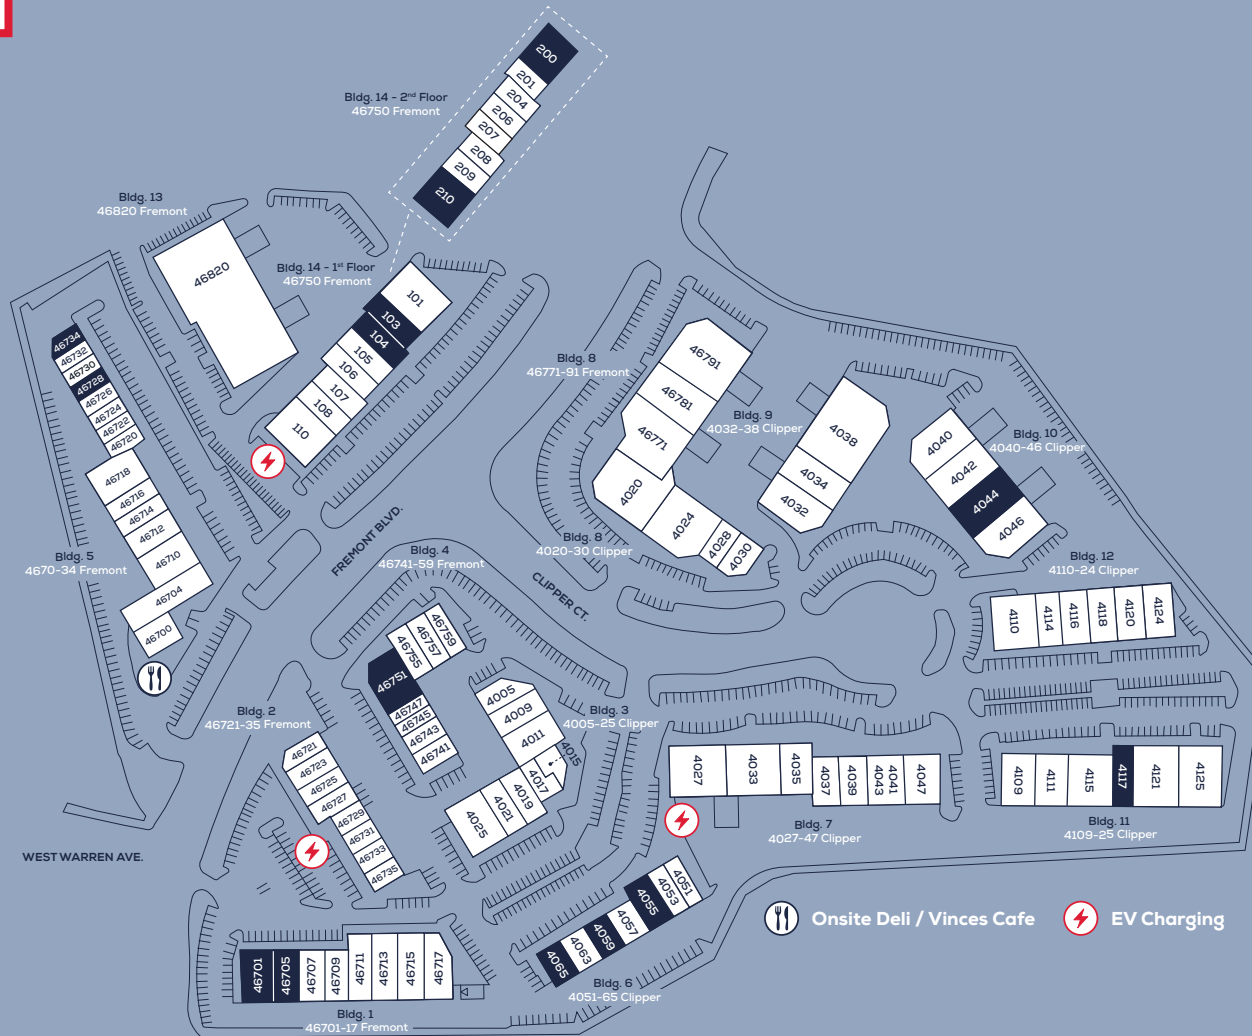 200
201
204
206
207
208
209
210
Bldg. 14 - 2nd Floor
46750 Fremont
Bldg. 13
46820 Fremont
46820
Bldg. 14 - 1st Floor
46750 Fremont
101
103
104
105
106
107
108
110
46734
46732
46730
46728
46726
46724
46722
46720
46718
46716
46714
46712
46710
46704
46700
Bldg. 5
4670-34 Fremont
FREMONT BLVD.
Bldg. 8
46771-91 Fremont
46791
46781
46771
4020
4024
4028
4030
Bldg. 8
4020-30 Clipper
Bldg. 9
4032-38 Clipper
4038
4034
4032
Bldg. 10
4040-46 Clipper
4040
4042
4044
4046
Bldg. 12
4110-24 Clipper
4110
4114
4116
4118
4120
4124
Bldg. 4
46741-59 Fremont
CLIPPER CT.
46759
46757
46755
46751
46747
46745
46743
46741
Bldg. 3
4005-25 Clipper
4005
4009
4011
4015
4017
4019
4021
4025
Bldg. 2
46721-35 Fremont
46721
46723
46725
46727
46729
46731
46733
46735
4027
4033
4035
4037
4039
4043
4041
4047
Bldg. 7
4027-47 Clipper
4109
4111
4115
4117
4121
4125
Bldg. 11
4109-25 Clipper
WEST WARREN AVE.
4051
4053
4055
4057
4059
4063
4065
Bldg. 6
4051-65 Clipper
46701
46705
46707
46709
46711
46713
46715
46717
Bldg. 1
46701-17 Fremont
Onsite Deli / Vinces Cafe
EV Charging